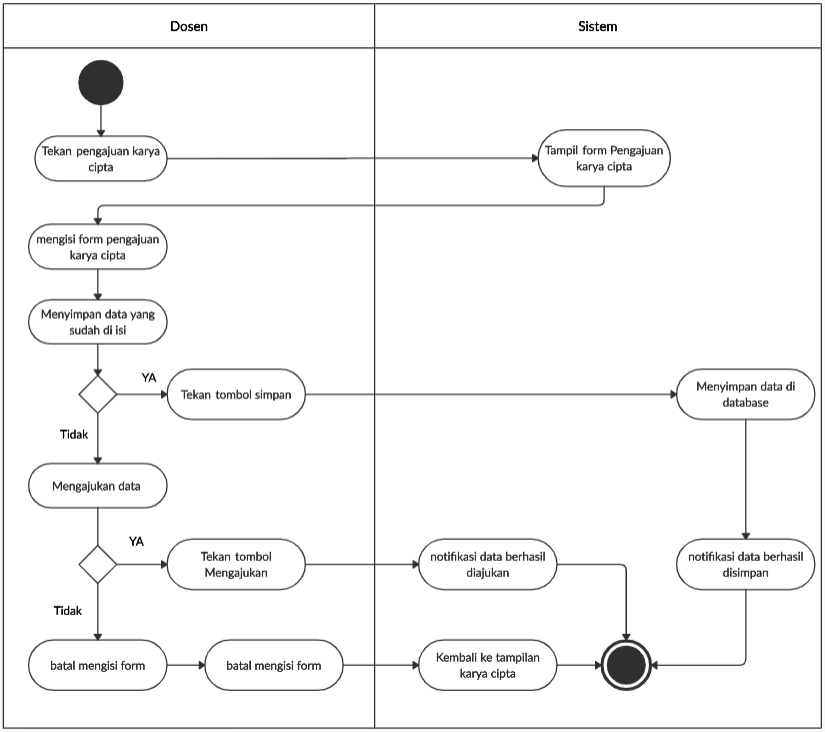 Dosen
Sistem
Tekan pengajuan karya
cipta
Tampil form Pengajuan
karya cipta
mengisi form pengajuan
karya cipta
Menyimpan data yang
sudah di isi
YA
Tekan tombol simpan
Menyimpan data di
database
Tidak
Mengajukan data
YA
Tekan tombol
Mengajukan
notifikasi data berhasil
diajukan
notifikasi data berhasil
disimpan
Tidak
batal mengisi form
batal mengisi form
Kembali ke tampilan
karya cipta